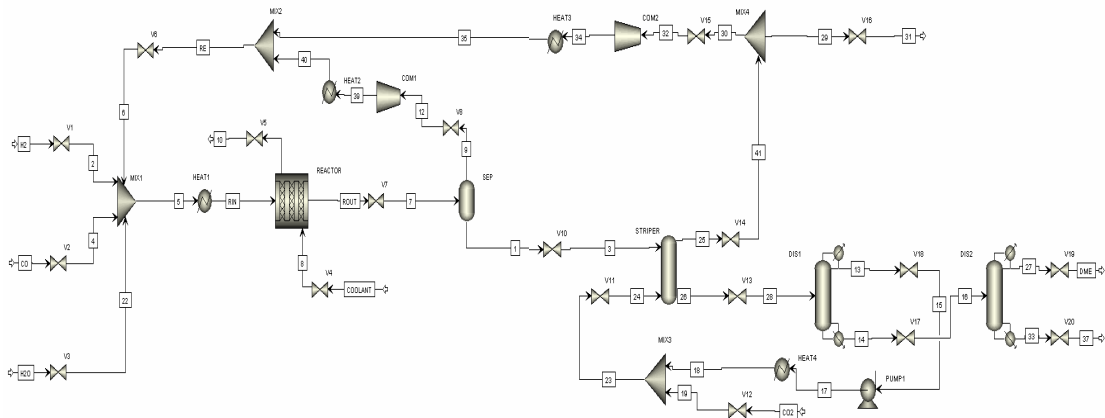 MIX2
HEAT3
COM2
V15
MIX4
V16
V8
RE
35
34
32
30
29
31
40
HEAT2
39
COM1
12
V9
9
6
H2
V1
2
10
V5
REACTOR
SEP
41
MIX1
5
HEAT1
RIN
ROUT
V7
7
V2
4
CO
8
V4
COOLANT
1
V10
3
STRIPER
25
V14
22
V11
24
26
V13
28
DIS1
13
V18
DIS2
27
V19
DME
15
16
14
V17
33
V20
37
V3
H2O
MIX3
23
18
HEAT4
17
PUMP1
19
V12
CO2